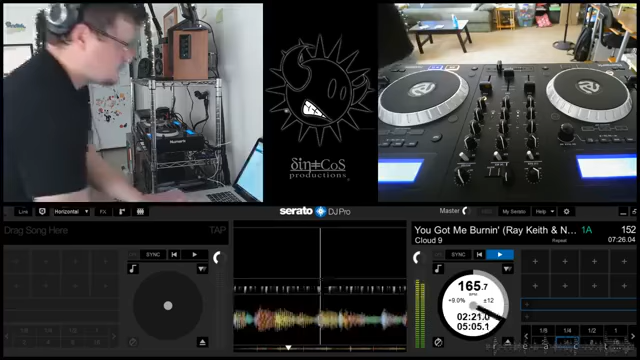 sin±Cos
productions
Live
Horizontal
FX
serato DJ Pro
Master
My Serato
Help
Drag Song Here
TAP
SYNC
You Got Me Burnin' (Ray Keith & N...
1A
152
Cloud 9
Repeat
07:26.04
SYNC
165.7
BPM
+9.0%
±12
02:21.0
05:05.1
1/8
1/4
1/2
1